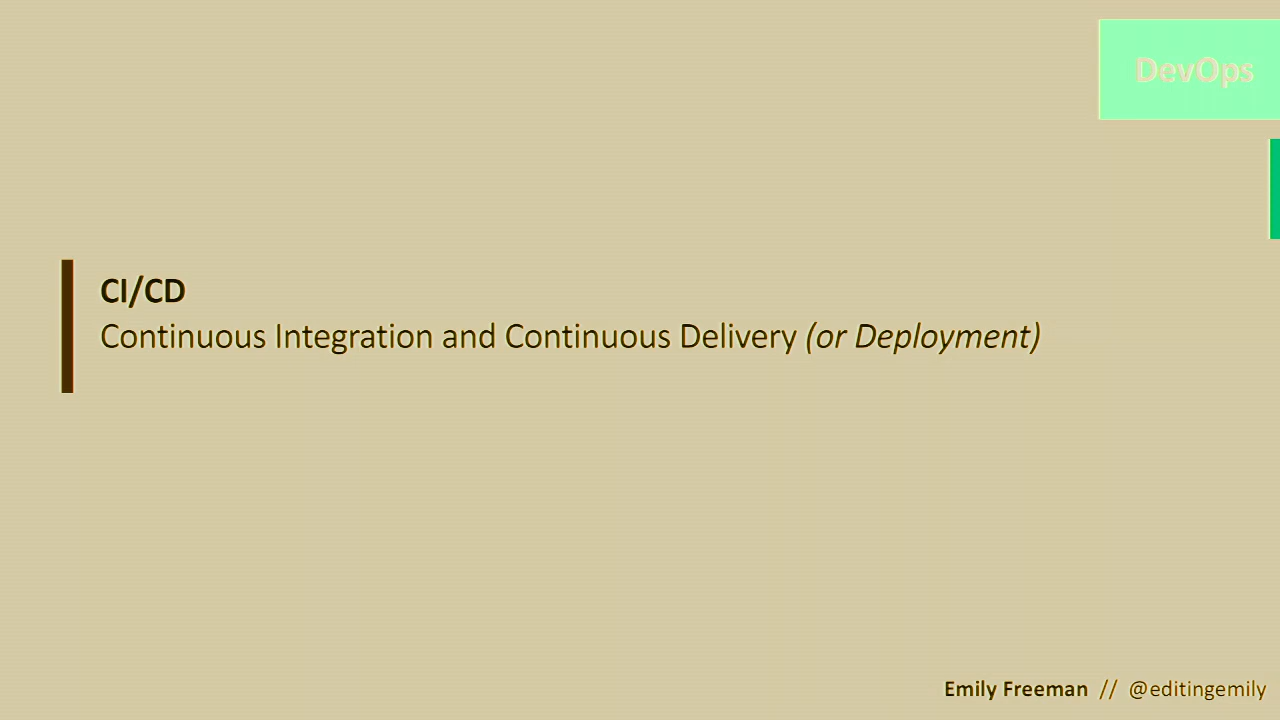 DevOps
CI/CD
Continuous Integration and Continuous Delivery (or Deployment)
Emily Freeman // @editingemily